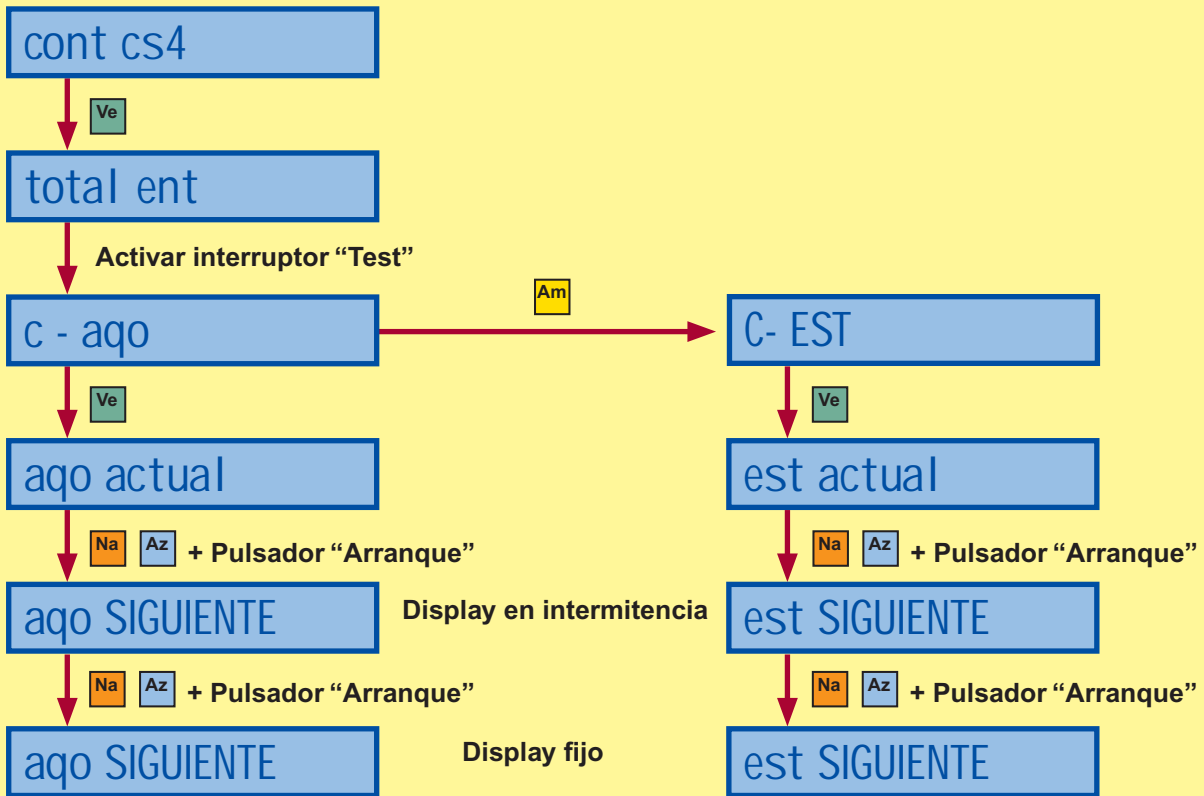 cont cs4
Ve
total ent
Activar interruptor “Test”
Am
c - aqo
C- EST
Ve
Ve
aqo actual
est actual
Na Az + Pulsador “Arranque”
Na Az + Pulsador “Arranque”
aqo SIGUIENTE
Display en intermitencia
est SIGUIENTE
Na Az + Pulsador “Arranque”
Na Az + Pulsador “Arranque”
aqo SIGUIENTE
Display fijo
est SIGUIENTE